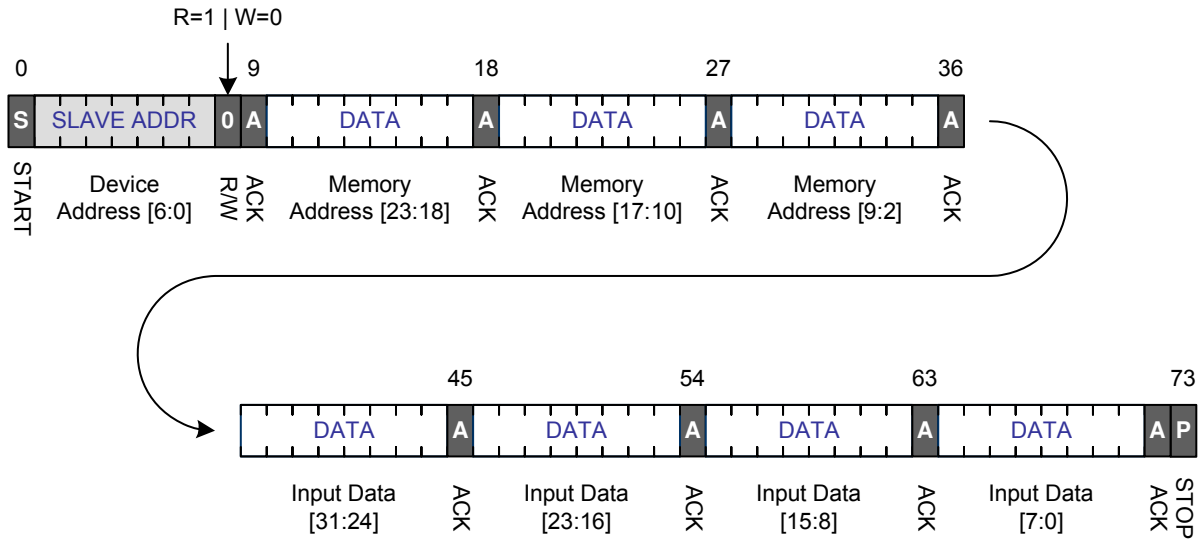 R=1 | W=0
0 9 18 27 36
S SLAVE ADDR 0 A DATA A DATA A DATA A
START
Device
Address [6:0]
R/W
ACK
Memory
Address [23:18]
ACK
Memory
Address [17:10]
ACK
Memory
Address [9:2]
ACK
45 54 63 73
DATA A DATA A DATA A DATA A P
Input Data
[31:24]
ACK
Input Data
[23:16]
ACK
Input Data
[15:8]
ACK
Input Data
[7:0]
ACK
STOP